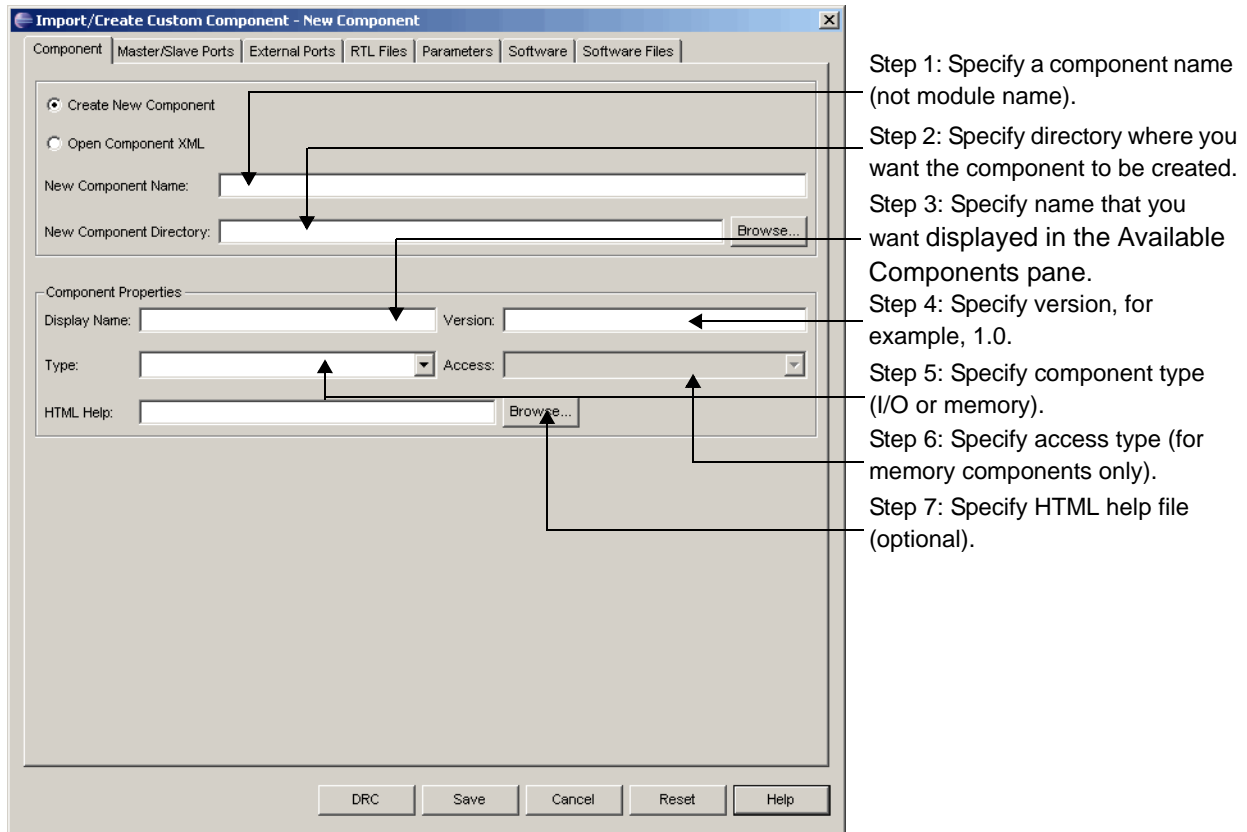 Import/Create Custom Component - New Component
Component Master/Slave Ports External Ports RTL Files Parameters Software Software Files
Create New Component
Open Component XML
New Component Name:
New Component Directory: Browse...
Component Properties
Display Name: Version:
Type: Access:
HTML Help: Browse...
DRC Save Cancel Reset Help
Step 1: Specify a component name
(not module name).
Step 2: Specify directory where you
want the component to be created.
Step 3: Specify name that you
want displayed in the Available
Components pane.
Step 4: Specify version, for
example, 1.0.
Step 5: Specify component type
(I/O or memory).
Step 6: Specify access type (for
memory components only).
Step 7: Specify HTML help file
(optional).